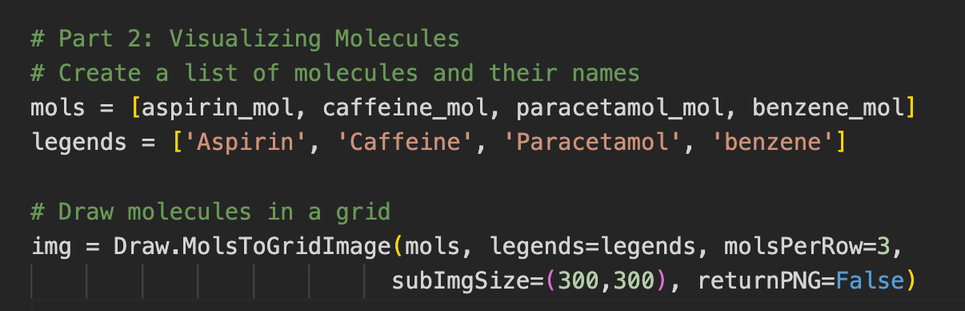 # Part 2: Visualizing Molecules
# Create a list of molecules and their names
mols = [aspirin_mol, caffeine_mol, paracetamol_mol, benzene_mol]
legends = ['Aspirin', 'Caffeine', 'Paracetamol', 'benzene']
# Draw molecules in a grid
img = Draw.MolsToGridImage(mols, legends=legends, molsPerRow=3,
subImgSize=(300,300), returnPNG=False)